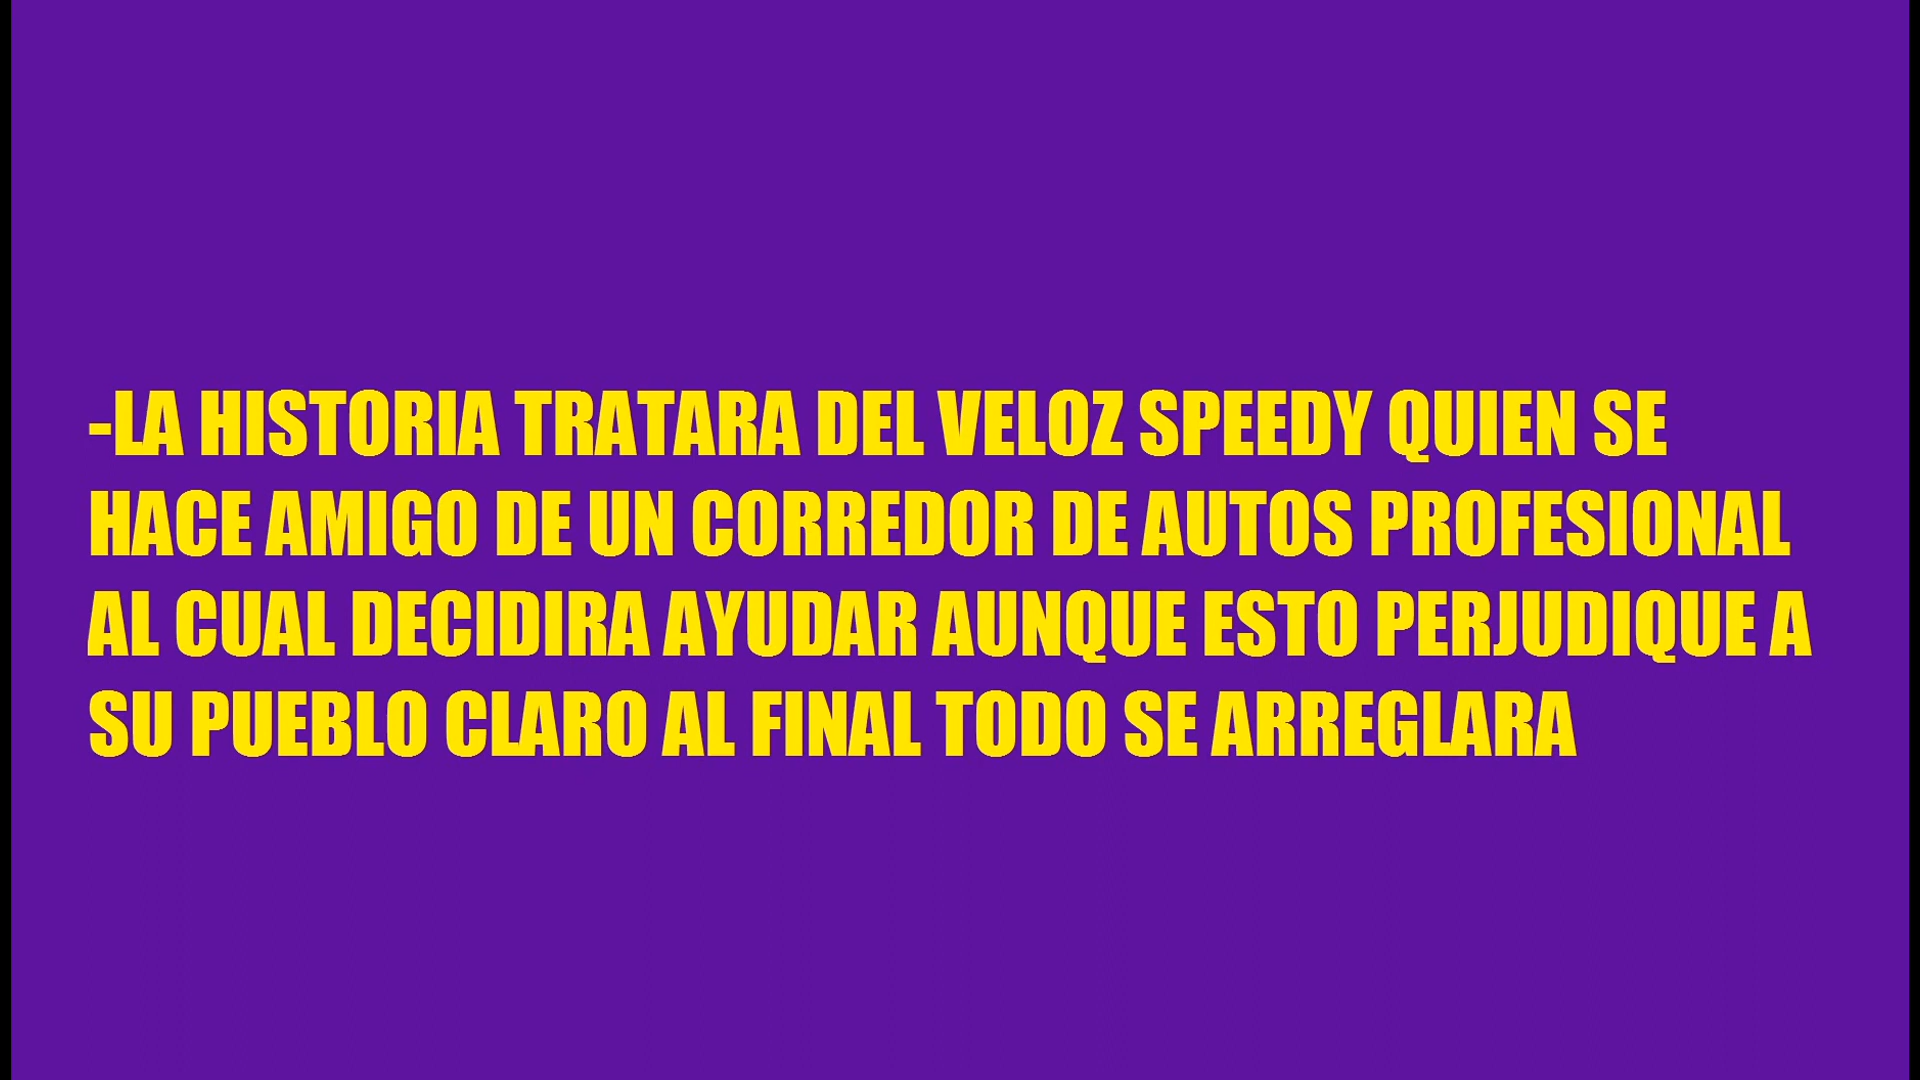 -LA HISTORIA TRATARA DEL VELOZ SPEEDY QUIEN SE
HACE AMIGO DE UN CORREDOR DE AUTOS PROFESIONAL
AL CUAL DECIDIRA AYUDAR AUNQUE ESTO PERJUDIQUE A
SU PUEBLO CLARO AL FINAL TODO SE ARREGLARA